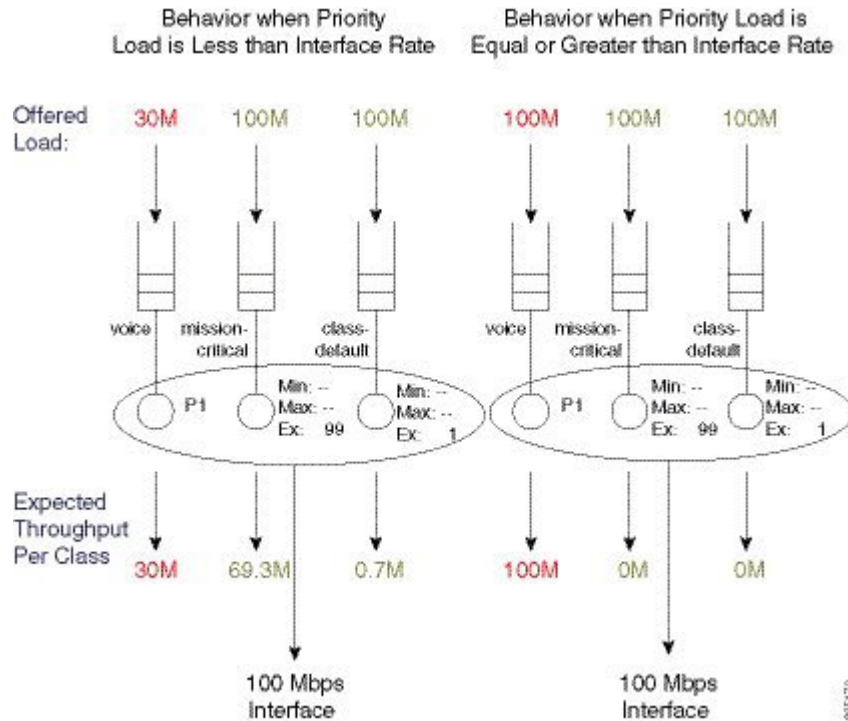 Behavior when Priority
Load is Less than Interface Rate
Behavior when Priority Load is
Equal or Greater than Interface Rate
Offered
Load:
30M 100M 100M 100M 100M 100M
voice mission-
critical class-
default voice mission-
critical class-
default
P1 Min: --
Max: --
Ex: 99 Min: --
Max: --
Ex: 1 P1 Min: --
Max: --
Ex: 99 Min: --
Max: --
Ex: 1
Expected
Throughput
Per Class
30M 69.3M 0.7M 100M 0M 0M
100 Mbps
Interface
100 Mbps
Interface